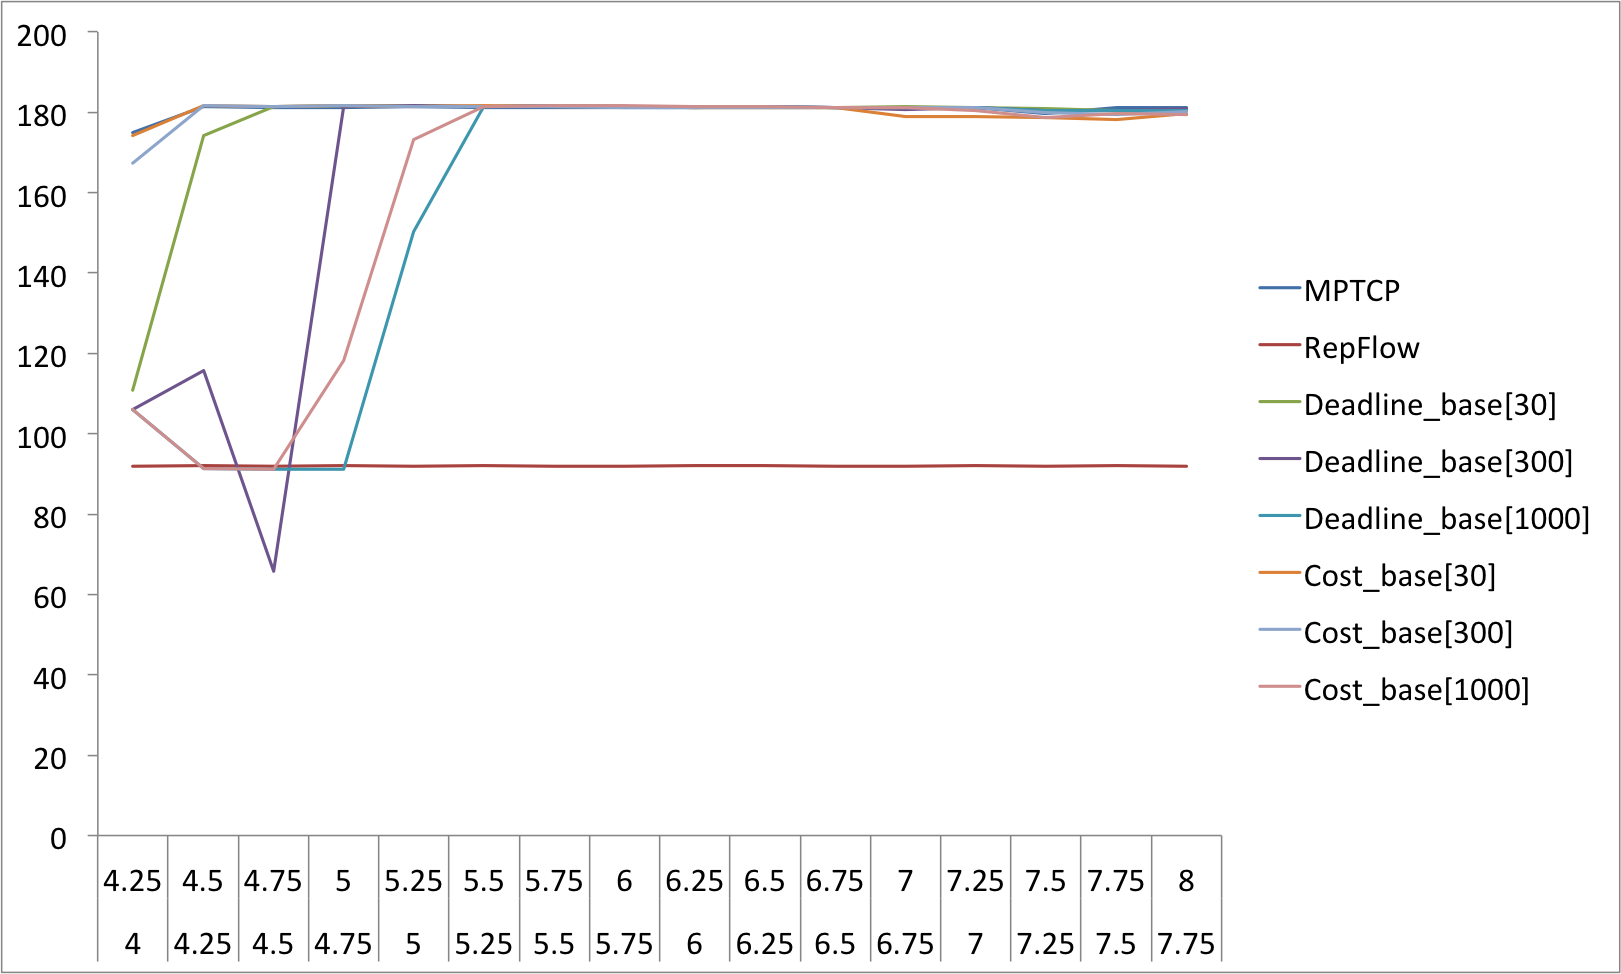 200
180
160
140
120
100
80
60
40
20
0
4.25 4.5 4.75 5 5.25 5.5 5.75 6 6.25 6.5 6.75 7 7.25 7.5 7.75 8
4 4.25 4.5 4.75 5 5.25 5.5 5.75 6 6.25 6.5 6.75 7 7.25 7.5 7.75
MPTCP
RepFlow
Deadline_base[30]
Deadline_base[300]
Deadline_base[1000]
Cost_base[30]
Cost_base[300]
Cost_base[1000]